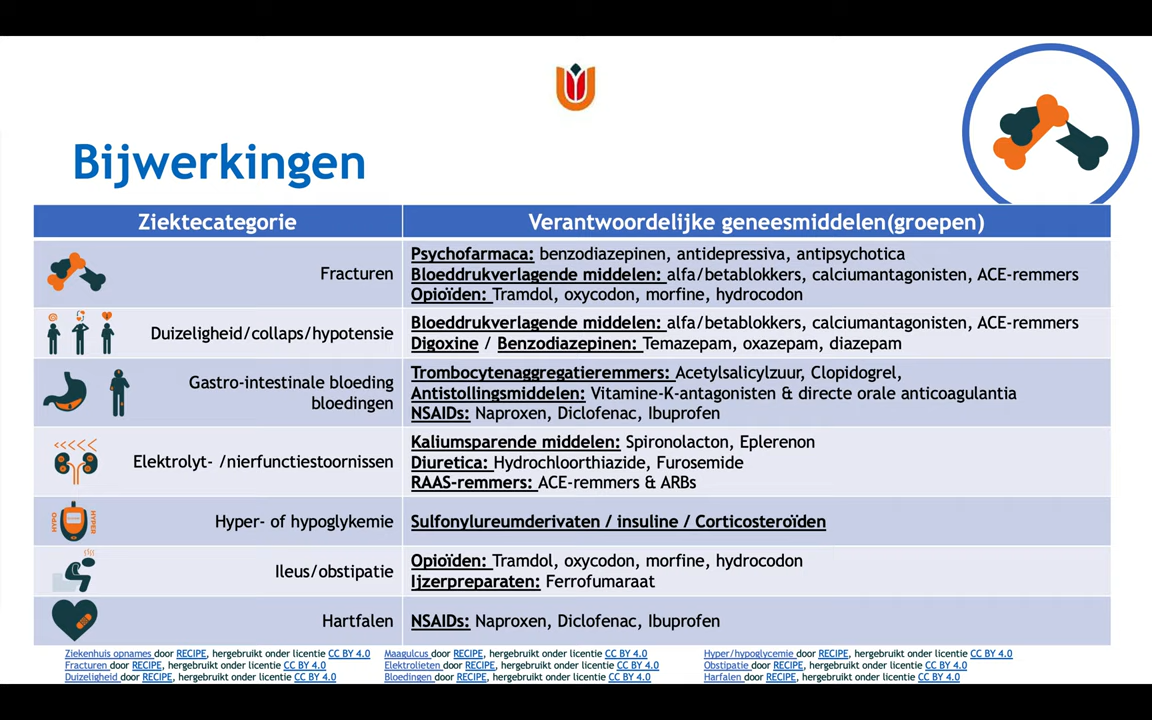 Bijwerkingen
Ziektecategorie
Verantwoordelijke geneesmiddelen(groepen)
Fracturen
Psychofarmaca: benzodiazepinen, antidepressiva, antipsychotica
Bloeddrukverlagende middelen: alfa/betablokkers, calciumantagonisten, ACE-remmers
Opioïden: Tramdol, oxycodon, morfine, hydrocodon
Duizeligheid/collaps/hypotensie
Bloeddrukverlagende middelen: alfa/betablokkers, calciumantagonisten, ACE-remmers
Digoxine / Benzodiazepinen: Temazepam, oxazepam, diazepam
Gastro-intestinale bloeding
bloedingen
Trombocytenaggregatieremmers: Acetylsalicylzuur, Clopidogrel,
Antistollingsmiddelen: Vitamine-K-antagonisten & directe orale anticoagulantia
NSAIDs: Naproxen, Diclofenac, Ibuprofen
Elektrolyt- /nierfunctiestoornissen
Kaliumsparende middelen: Spironolacton, Eplerenon
Diuretica: Hydrochloorthiazide, Furosemide
RAAS-remmers: ACE-remmers & ARBs
HYPO
HYPER
Hyper- of hypoglykemie
Sulfonylureumderivaten / insuline / Corticosteroïden
Ileus/obstipatie
Opioïden: Tramdol, oxycodon, morfine, hydrocodon
Ijzerpreparaten: Ferrofumaraat
Hartfalen
NSAIDs: Naproxen, Diclofenac, Ibuprofen
Ziekenhuis opnames door RECIPE, hergebruikt onder licentie CC BY 4.0
Fracturen door RECIPE, hergebruikt onder licentie CC BY 4.0
Duizeligheid door RECIPE, hergebruikt onder licentie CC BY 4.0
Maagulcus door RECIPE, hergebruikt onder licentie CC BY 4.0
Elektrolieten door RECIPE, hergebruikt onder licentie CC BY 4.0
Bloedingen door RECIPE, hergebruikt onder licentie CC BY 4.0
Hyper/hypoglycemie door RECIPE, hergebruikt onder licentie CC BY 4.0
Obstipatie door RECIPE, hergebruikt onder licentie CC BY 4.0
Harfalen door RECIPE, hergebruikt onder licentie CC BY 4.0